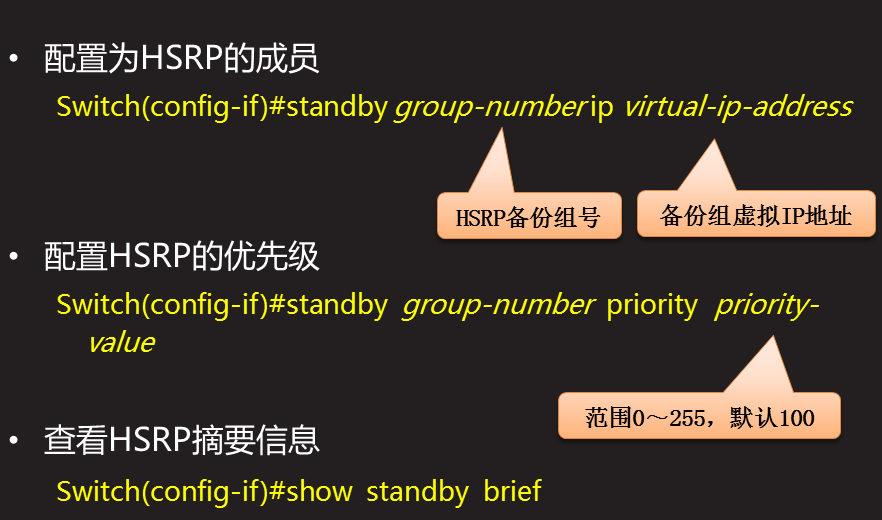 • 配置为HSRP的成员
Switch(config-if)#standby group-number ip virtual-ip-address
HSRP备份组号
备份组虚拟IP地址
• 配置HSRP的优先级
Switch(config-if)#standby group-number priority priority-
value
范围0～255，默认100
• 查看HSRP摘要信息
Switch(config-if)#show standby brief